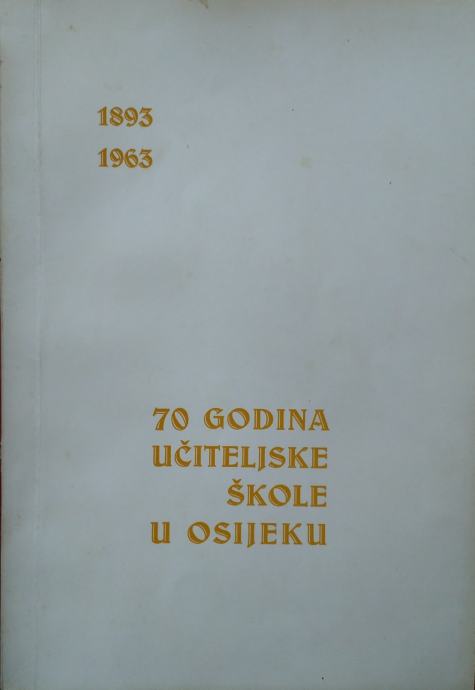 1893
1963
70 GODINA
UČITELJSKE
ŠKOLE
U OSIJEKU